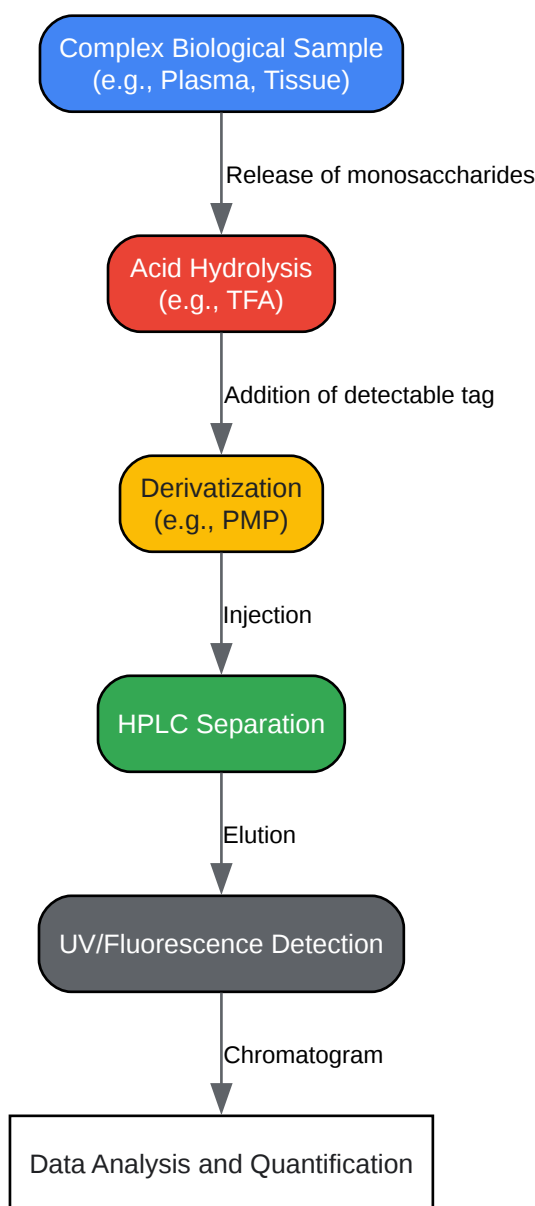 Complex Biological Sample
(e.g., Plasma, Tissue)
Release of monosaccharides
Acid Hydrolysis
(e.g., TFA)
Addition of detectable tag
Derivatization
(e.g., PMP)
Injection
HPLC Separation
Elution
UV/Fluorescence Detection
Chromatogram
Data Analysis and Quantification